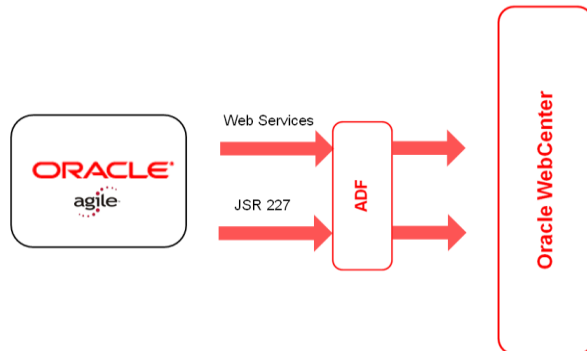 Web Services
ORACLE
agile
JSR 227
ADF
Oracle WebCenter